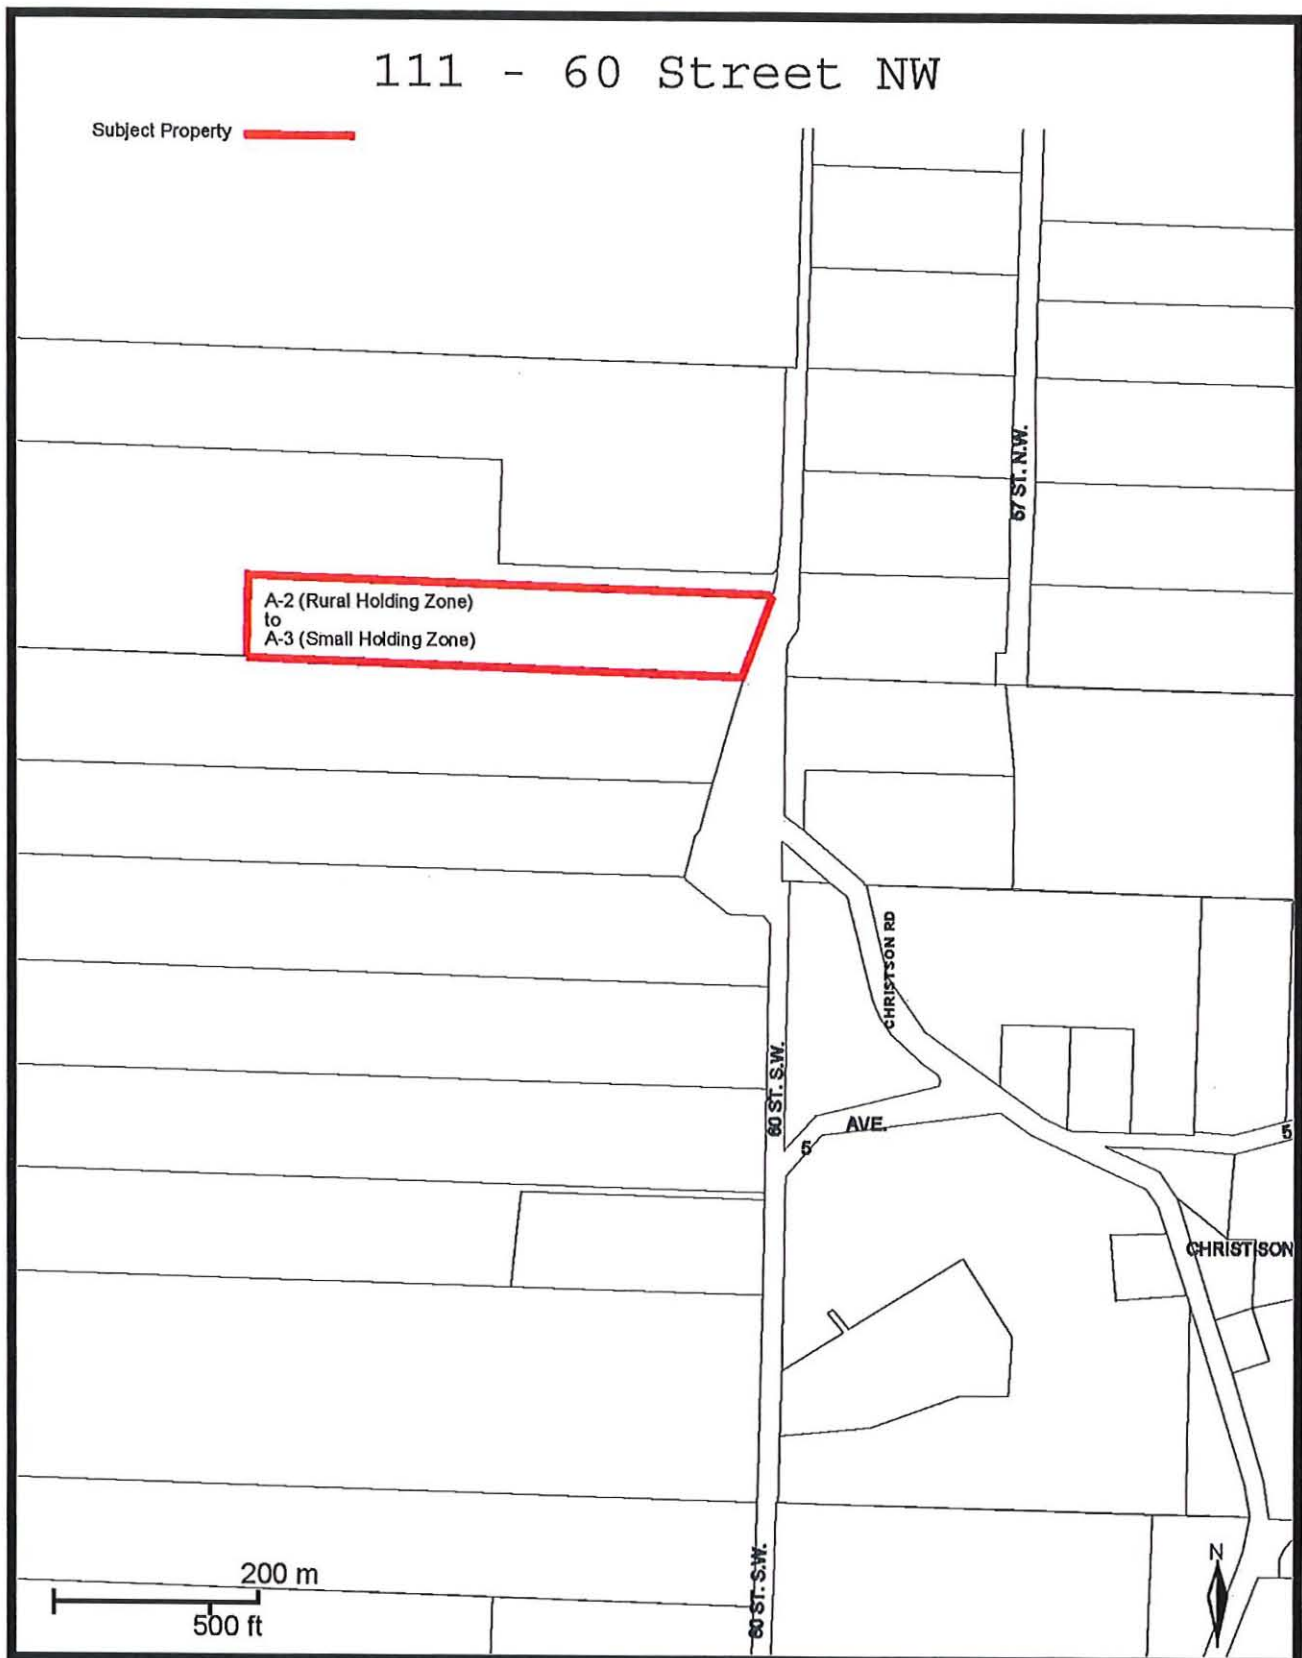 111 - 60 Street NW
Subject Property
57 ST. N.W.
A-2 (Rural Holding Zone)
to
A-3 (Small Holding Zone)
CHRISTSON RD
60 ST. S.W.
AVE.
5
5
CHRISTISON
60 ST. S.W.
N
200 m
500 ft